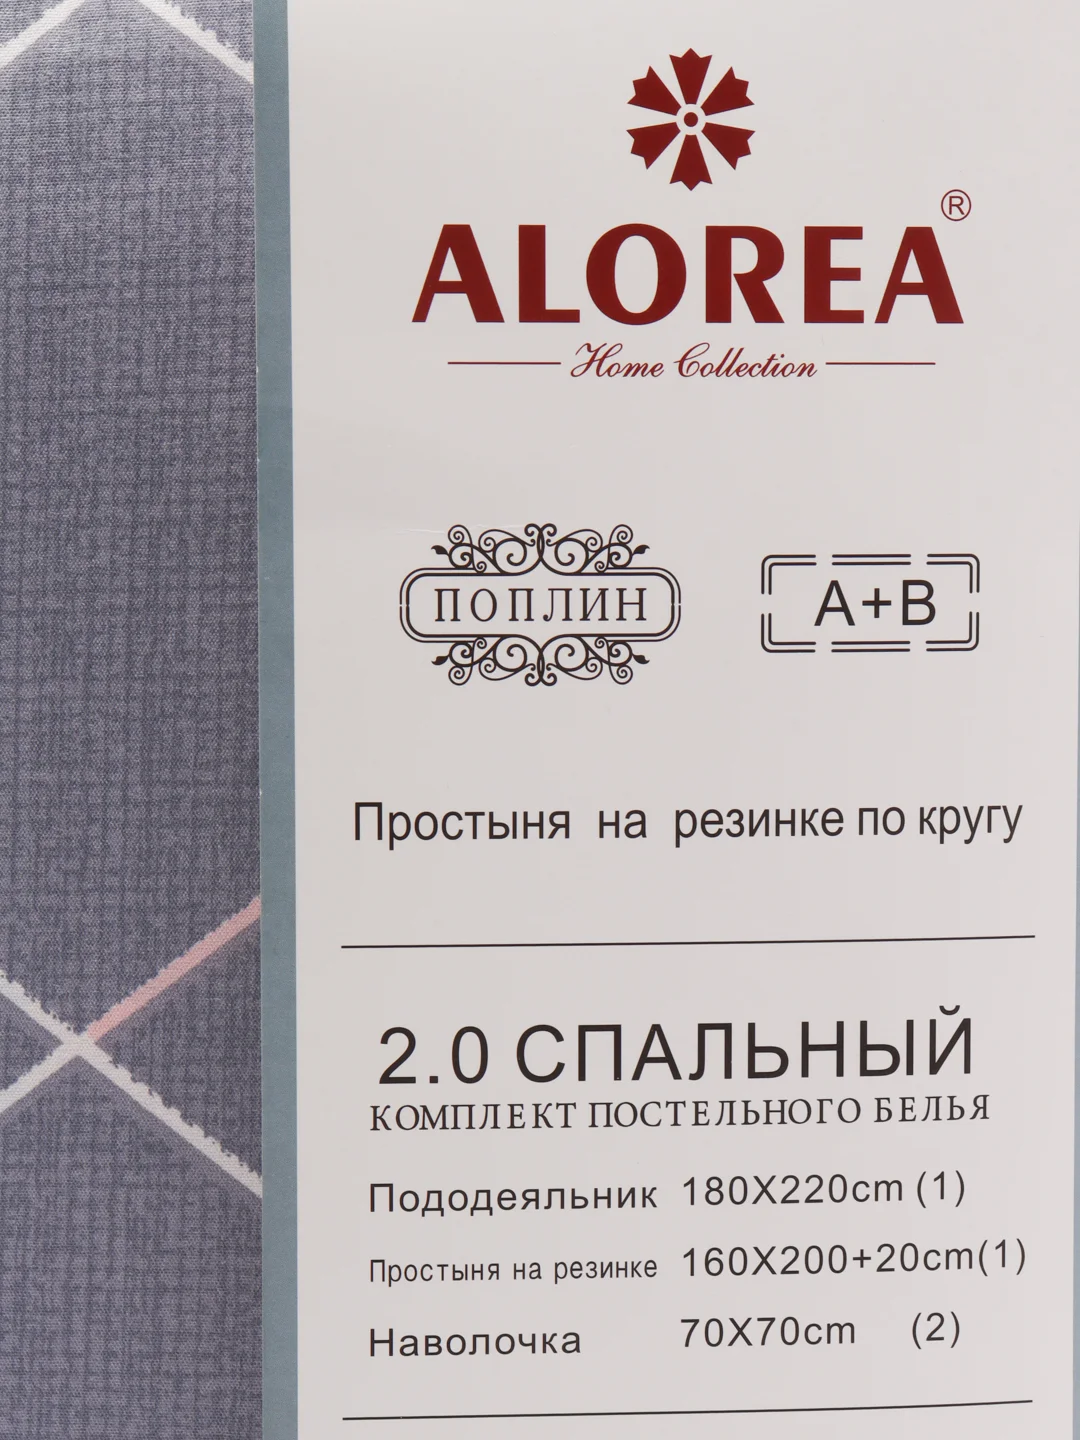 ALOREA®
Home Collection
ПОПЛИН
A+B
Простыня на резинке по кругу
2.0 СПАЛЬНЫЙ
КОМПЛЕКТ ПОСТЕЛЬНОГО БЕЛЬЯ
Пододеяльник 180X220cm (1)
Простыня на резинке 160X200+20cm(1)
Наволочка 70X70cm (2)